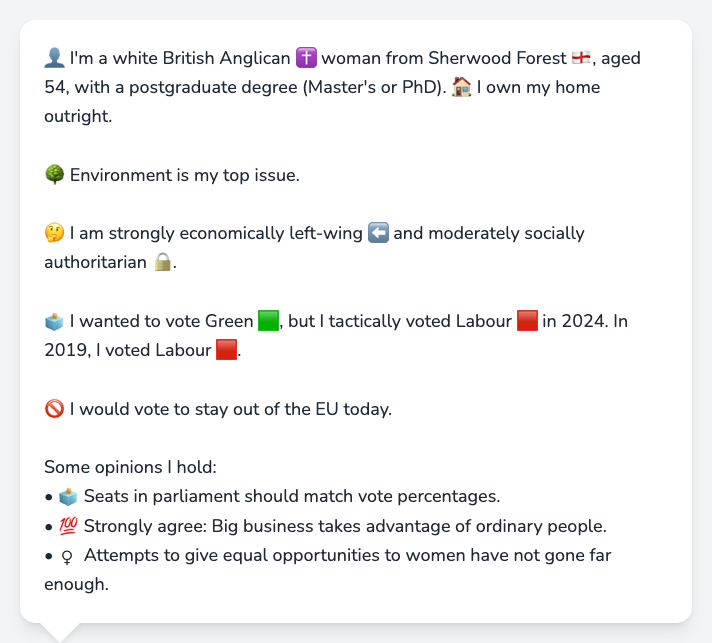 👤 I'm a white British Anglican ✝️ woman from Sherwood Forest 🏴󠁧󠁢󠁥󠁮󠁧󠁿, aged
54, with a postgraduate degree (Master's or PhD). 🏠 I own my home
outright.
🌳 Environment is my top issue.
🤔 I am strongly economically left-wing ⬅️ and moderately socially
authoritarian 🔒.
🗳️ I wanted to vote Green 🟩, but I tactically voted Labour 🟥 in 2024. In
2019, I voted Labour 🟥.
🚫 I would vote to stay out of the EU today.
Some opinions I hold:
• 🗳️ Seats in parliament should match vote percentages.
• 💯 Strongly agree: Big business takes advantage of ordinary people.
• ♀ Attempts to give equal opportunities to women have not gone far
enough.